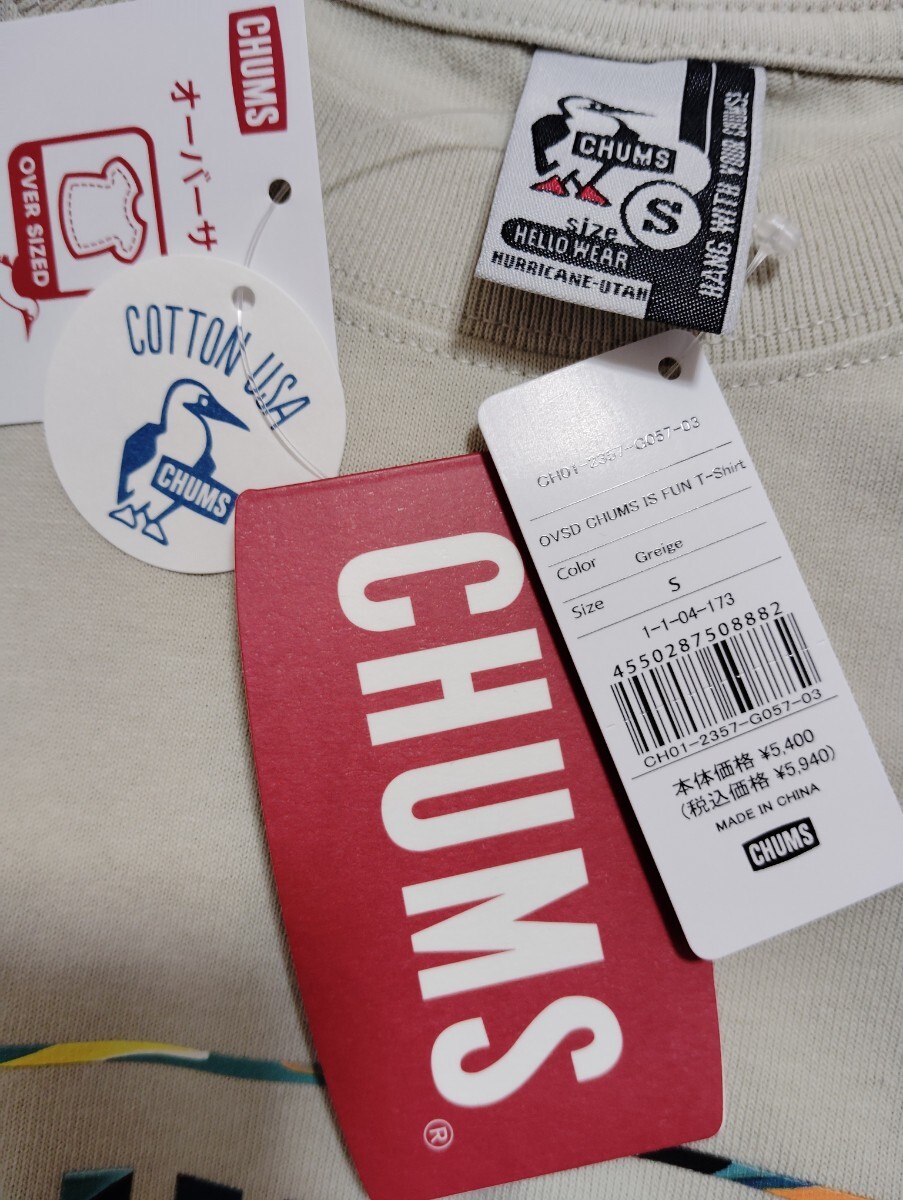 CHUMS
オーバーサ
OVER SIZED
COTTON USA
CHUMS
CHUMS
size S
HELIO WEAR
HURRICANE-UTAH
HANG WITH YOUR CHUMS!
CH01-2357-G057-03
OVSD CHUMS IS FUN T-Shirt
Color Greige
Size S
1-1-04-173
4550287508882
CH01-2357-G057-03
本体価格 ¥5,400
(税込価格 ¥5,940)
MADE IN CHINA
CHUMS
CHUMS®